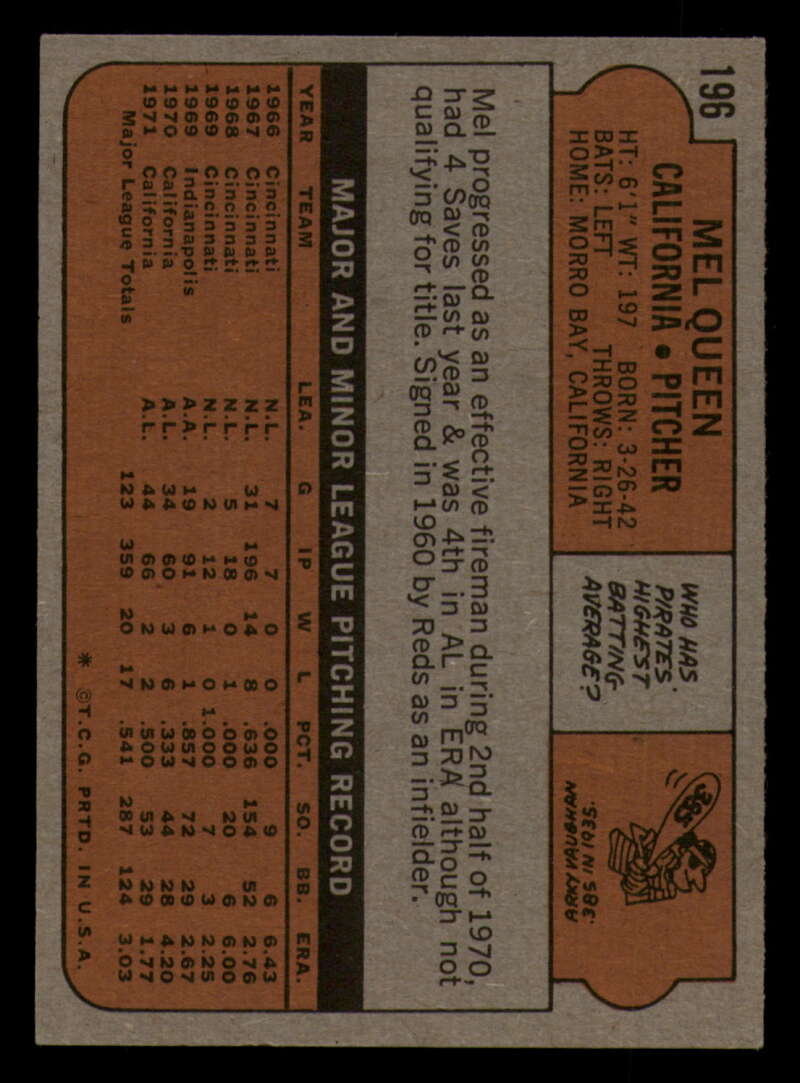 196
MEL QUEEN
CALIFORNIA • PITCHER
HT: 6'1" WT: 197 BORN: 3-26-42
BATS: LEFT THROWS: RIGHT
HOME: MORRO BAY, CALIFORNIA
WHO HAS
PIRATES'
HIGHEST
BATTING
AVERAGE?
385
ARKY VAUGHAN
.385 IN 1935.
Mel progressed as an effective fireman during 2nd half of 1970,
had 4 Saves last year & was 4th in AL in ERA although not
qualifying for title. Signed in 1960 by Reds as an infielder.
MAJOR AND MINOR LEAGUE PITCHING RECORD
YEAR TEAM LEA. G IP W L PCT. SO. BB. ERA.
1966 Cincinnati N.L. 7 7 0 0 .000 9 6 6.43
1967 Cincinnati N.L. 31 196 14 8 .636 154 52 2.76
1968 Cincinnati N.L. 5 18 0 1 .000 20 6 6.00
1969 Cincinnati N.L. 2 12 1 0 1.000 7 3 2.25
1969 Indianapolis A.A. 19 91 6 1 .857 72 29 2.67
1970 California A.L. 34 60 3 6 .333 44 28 4.20
1971 California A.L. 44 66 2 2 .500 53 29 1.77
Major League Totals 123 359 20 17 .541 287 124 3.03
* ©T.C.G. PRTD. IN U.S.A.